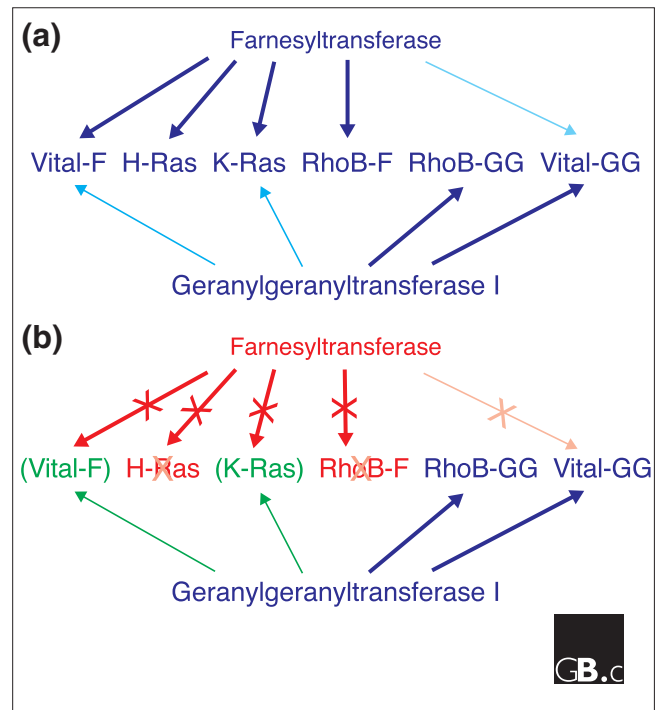 (a)
Farnesyltransferase
Vital-F H-Ras K-Ras RhoB-F RhoB-GG Vital-GG
Geranylgeranyltransferase I
(b)
Farnesyltransferase
(Vital-F) H-Ras (K-Ras) RhoB-F RhoB-GG Vital-GG
Geranylgeranyltransferase I
GB.c